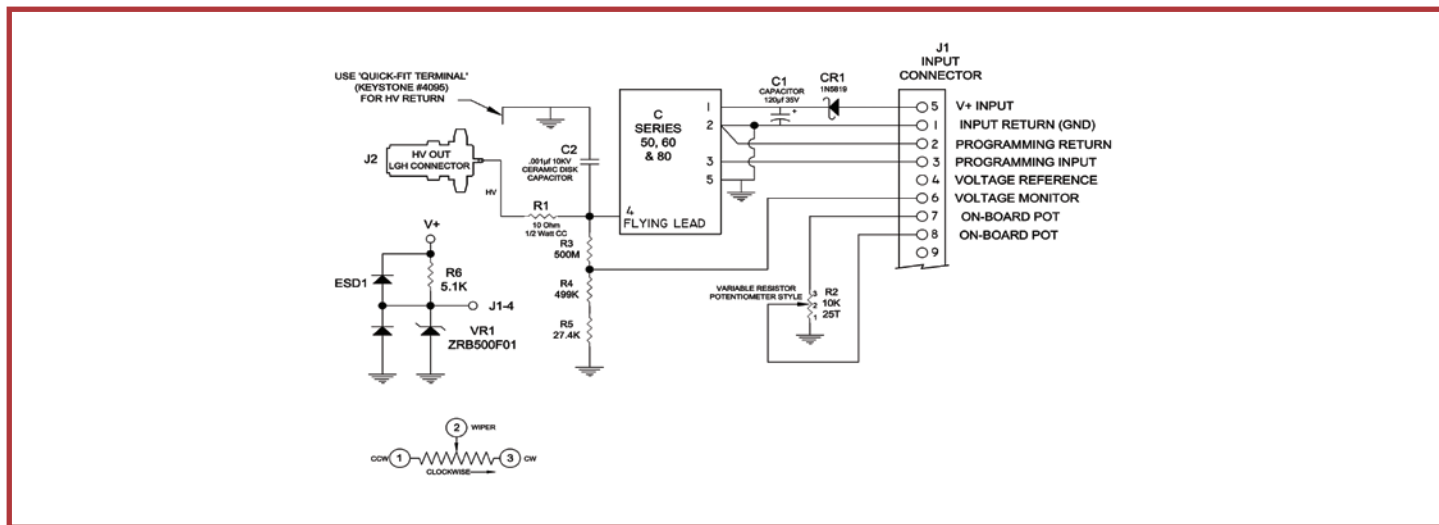 J1
INPUT
CONNECTOR
USE 'QUICK-FIT TERMINAL'
(KEYSTONE #4095)
FOR HV RETURN
C1
CAPACITOR
120µf 35V
+
CR1
1N5819
C
SERIES
50, 60
& 80
1
2
3
5
4
FLYING LEAD
5 V+ INPUT
1 INPUT RETURN (GND)
2 PROGRAMMING RETURN
3 PROGRAMMING INPUT
4 VOLTAGE REFERENCE
6 VOLTAGE MONITOR
7 ON-BOARD POT
8 ON-BOARD POT
9
J2
HV OUT
LGH CONNECTOR
HV
C2
.001µf 10KV
CERAMIC DISK
CAPACITOR
R1
10 Ohm
1/2 Watt CC
R3
500M
R4
499K
R5
27.4K
V+
ESD1
R6
5.1K
J1-4
VR1
ZRB500F01
VARIABLE RESISTOR
POTENTIOMETER STYLE
3
2
1
R2
10K
25T
2 WIPER
CCW 1
3 CW
CLOCKWISE